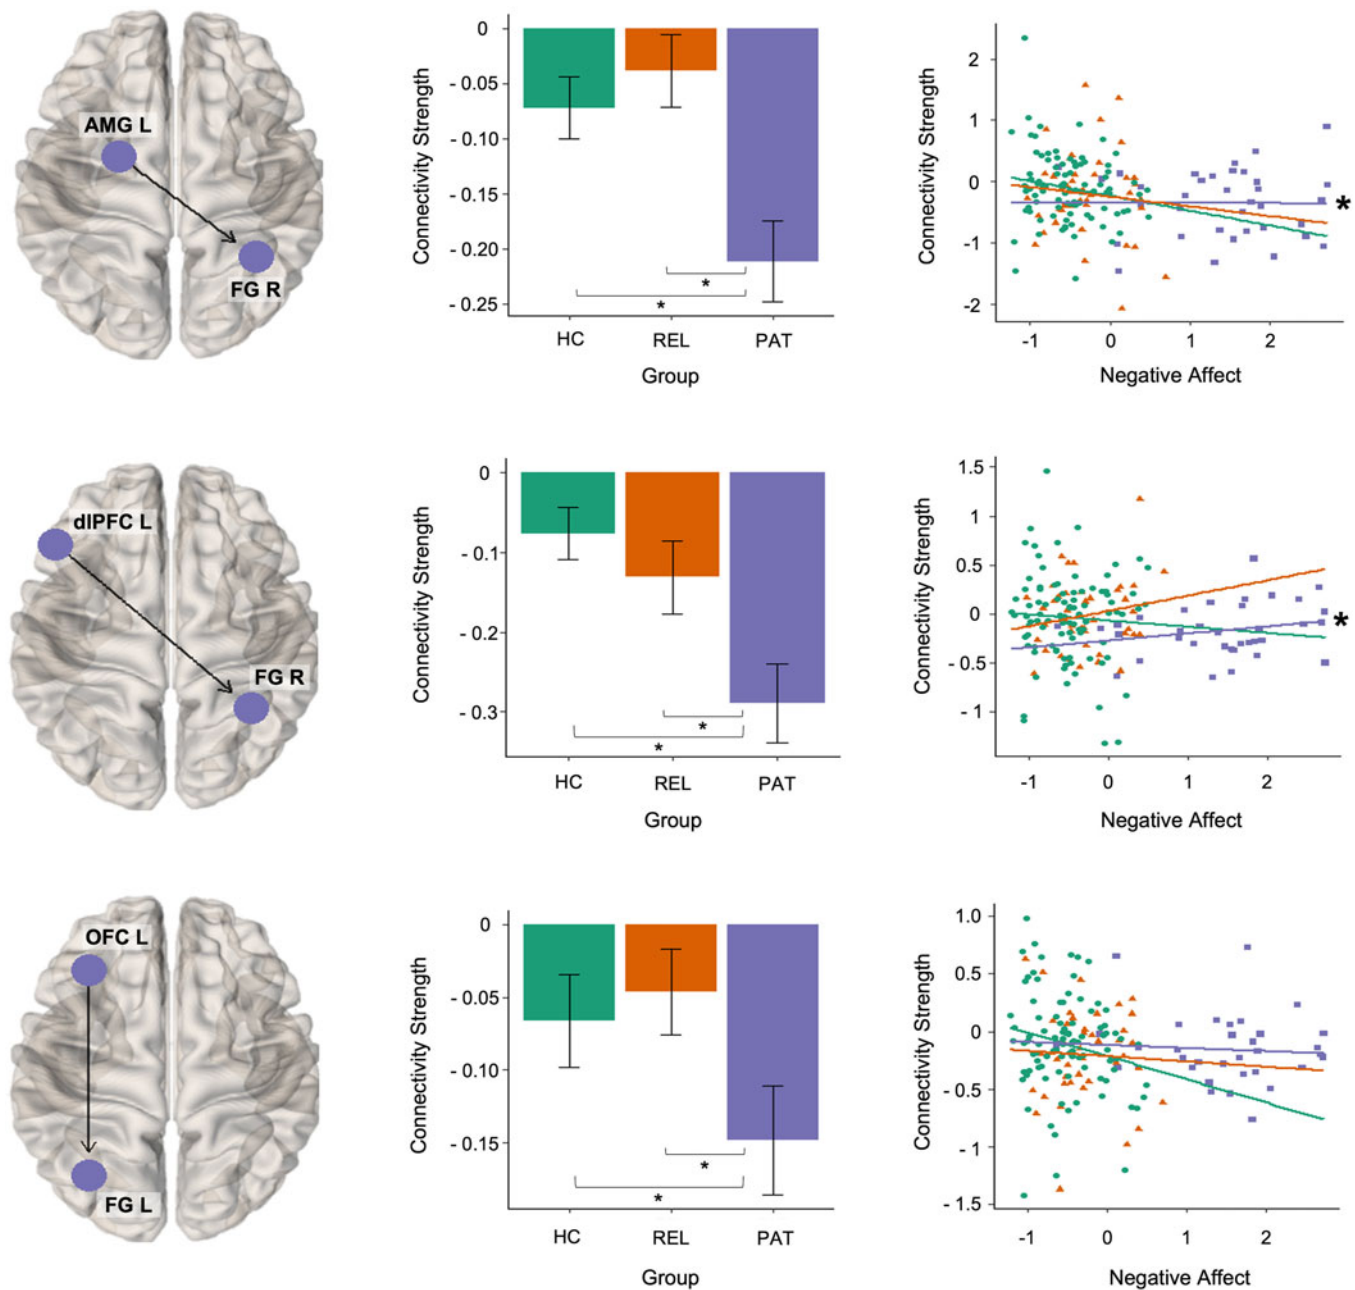 AMG L
FG R
Connectivity Strength
0
- 0.05
- 0.10
- 0.15
- 0.20
- 0.25
*
*
HC REL PAT
Group
Connectivity Strength
2
1
0
-1
-2
*
-1 0 1 2
Negative Affect
dlPFC L
FG R
Connectivity Strength
0
- 0.1
- 0.2
- 0.3
*
*
HC REL PAT
Group
Connectivity Strength
1.5
1
0.5
0
- 0.5
- 1
*
-1 0 1 2
Negative Affect
OFC L
FG L
Connectivity Strength
0
- 0.05
- 0.10
- 0.15
*
*
HC REL PAT
Group
Connectivity Strength
1.0
0.5
0
- 0.5
- 1
- 1.5
-1 0 1 2
Negative Affect